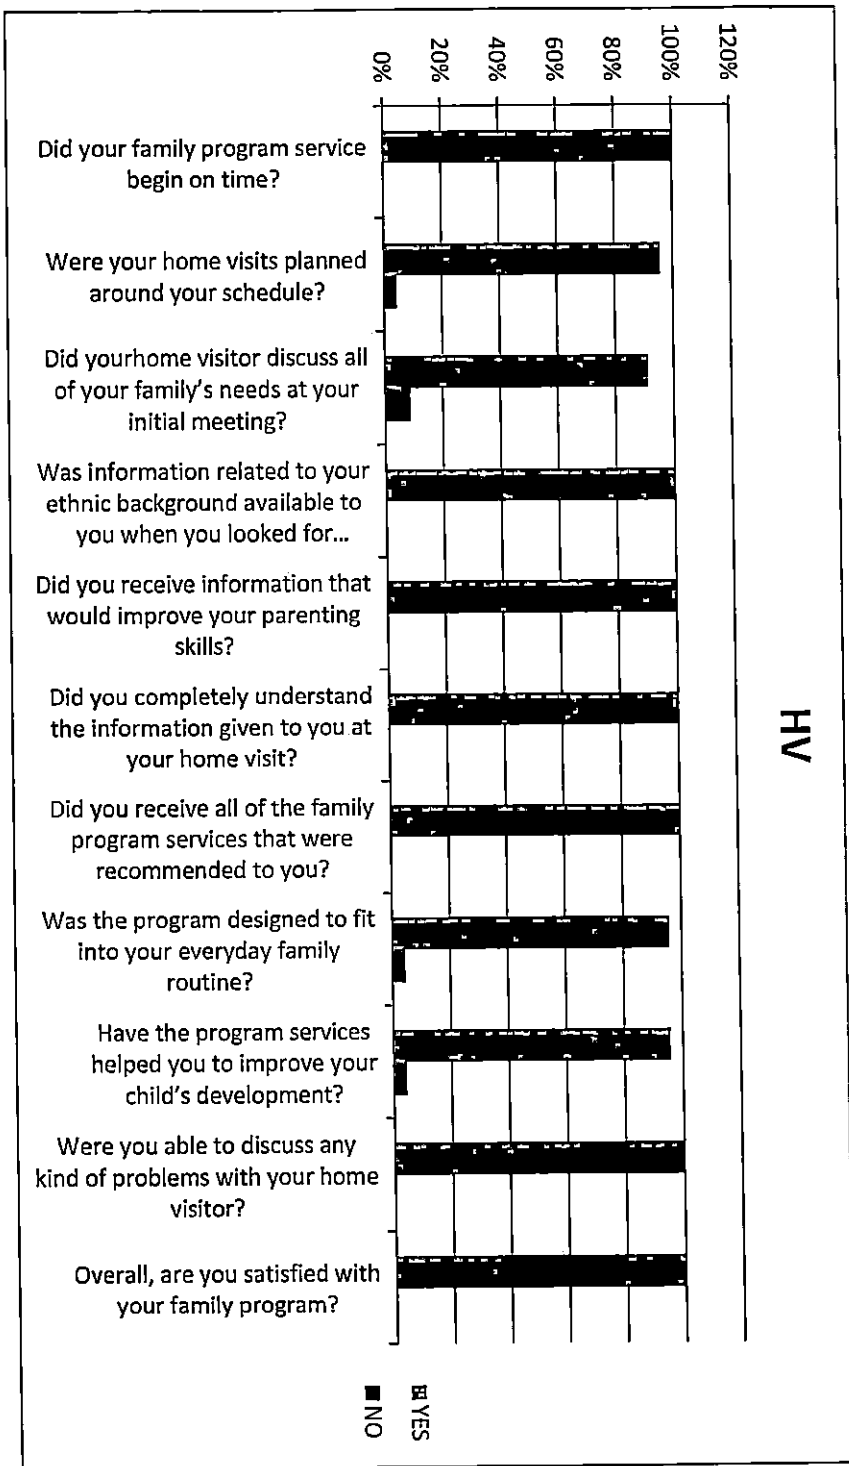 HV
120%
100%
80%
60%
40%
20%
0%
Did your family program service
begin on time?
Were your home visits planned
around your schedule?
Did yourhome visitor discuss all
of your family's needs at your
initial meeting?
Was information related to your
ethnic background available to
you when you looked for...
Did you receive information that
would improve your parenting
skills?
Did you completely understand
the information given to you at
your home visit?
Did you receive all of the family
program services that were
recommended to you?
Was the program designed to fit
into your everyday family
routine?
Have the program services
helped you to improve your
child's development?
Were you able to discuss any
kind of problems with your home
visitor?
Overall, are you satisfied with
your family program?
YES
NO